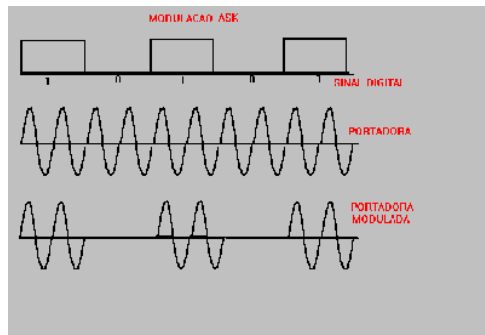 MODULACAO ASK
1 0 1 0 1
SINAL DIGITAL
PORTADORA
PORTADORA
MODULADA